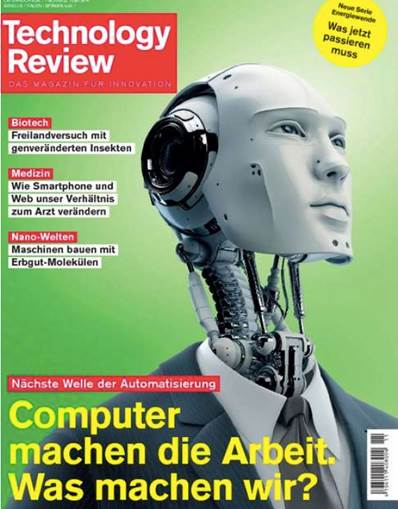 Technology
Review
DAS MAGAZIN FÜR INNOVATION
Neue Serie
Energiewende
Was jetzt
passieren
muss
Biotech
Freilandversuch mit
genveränderten Insekten
Medizin
Wie Smartphone und
Web unser Verhältnis
zum Arzt verändern
Nano-Welten
Maschinen bauen mit
Erbgut-Molekülen
Nächste Welle der Automatisierung
Computer
machen die Arbeit.
Was machen wir?